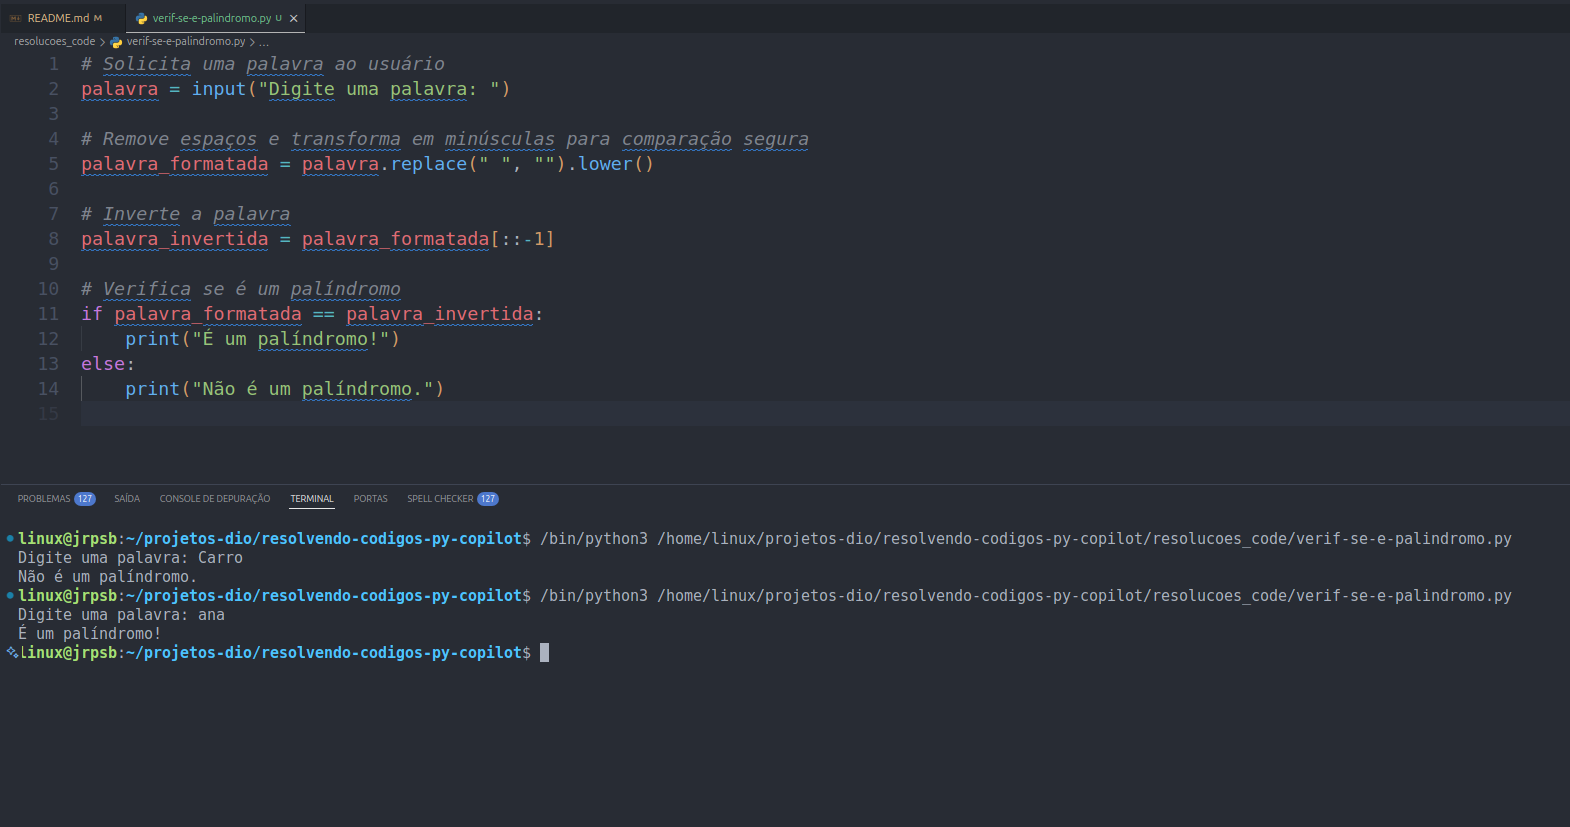 README.md M verif-se-e-palindromo.py U ×
resolucoes_code > verif-se-e-palindromo.py > ...
1 # Solicita uma palavra ao usuário
2 palavra = input("Digite uma palavra: ")
3
4 # Remove espaços e transforma em minúsculas para comparação segura
5 palavra_formatada = palavra.replace(" ", "").lower()
6
7 # Inverte a palavra
8 palavra_invertida = palavra_formatada[::-1]
9
10 # Verifica se é um palíndromo
11 if palavra_formatada == palavra_invertida:
12     print("É um palíndromo!")
13 else:
14     print("Não é um palíndromo.")
15
PROBLEMAS 127 SAÍDA CONSOLE DE DEPURAÇÃO TERMINAL PORTAS SPELL CHECKER 127
linux@jrpsb:~/projetos-dio/resolvendo-codigos-py-copilot$ /bin/python3 /home/linux/projetos-dio/resolvendo-codigos-py-copilot/resolucoes_code/verif-se-e-palindromo.py
Digite uma palavra: Carro
Não é um palíndromo.
linux@jrpsb:~/projetos-dio/resolvendo-codigos-py-copilot$ /bin/python3 /home/linux/projetos-dio/resolvendo-codigos-py-copilot/resolucoes_code/verif-se-e-palindromo.py
Digite uma palavra: ana
É um palíndromo!
linux@jrpsb:~/projetos-dio/resolvendo-codigos-py-copilot$